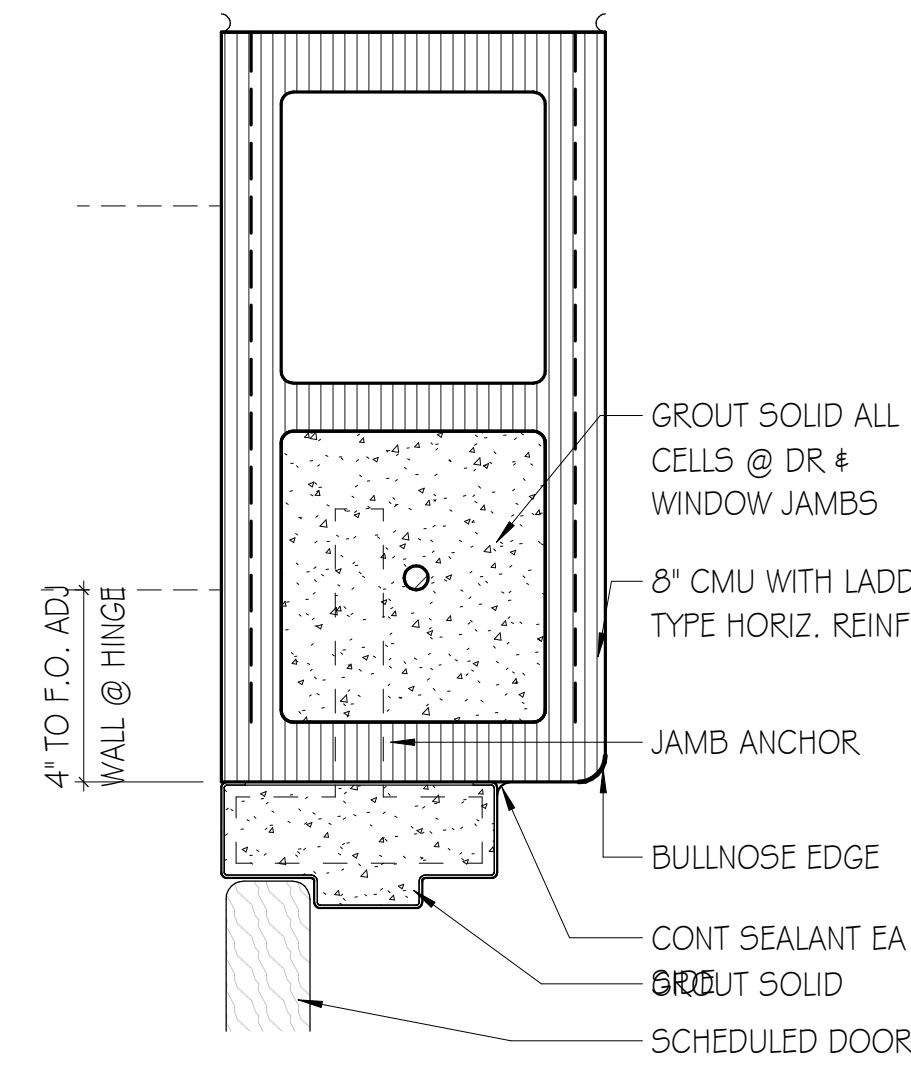 GROUT SOLID ALL
CELLS @ DR &
WINDOW JAMBS
8" CMU WITH LADD
TYPE HORIZ. REINF
JAMB ANCHOR
BULLNOSE EDGE
CONT SEALANT EA
SIDE
GROUT SOLID
SCHEDULED DOOR
4" TO F.O. ADJ
WALL @ HINGE